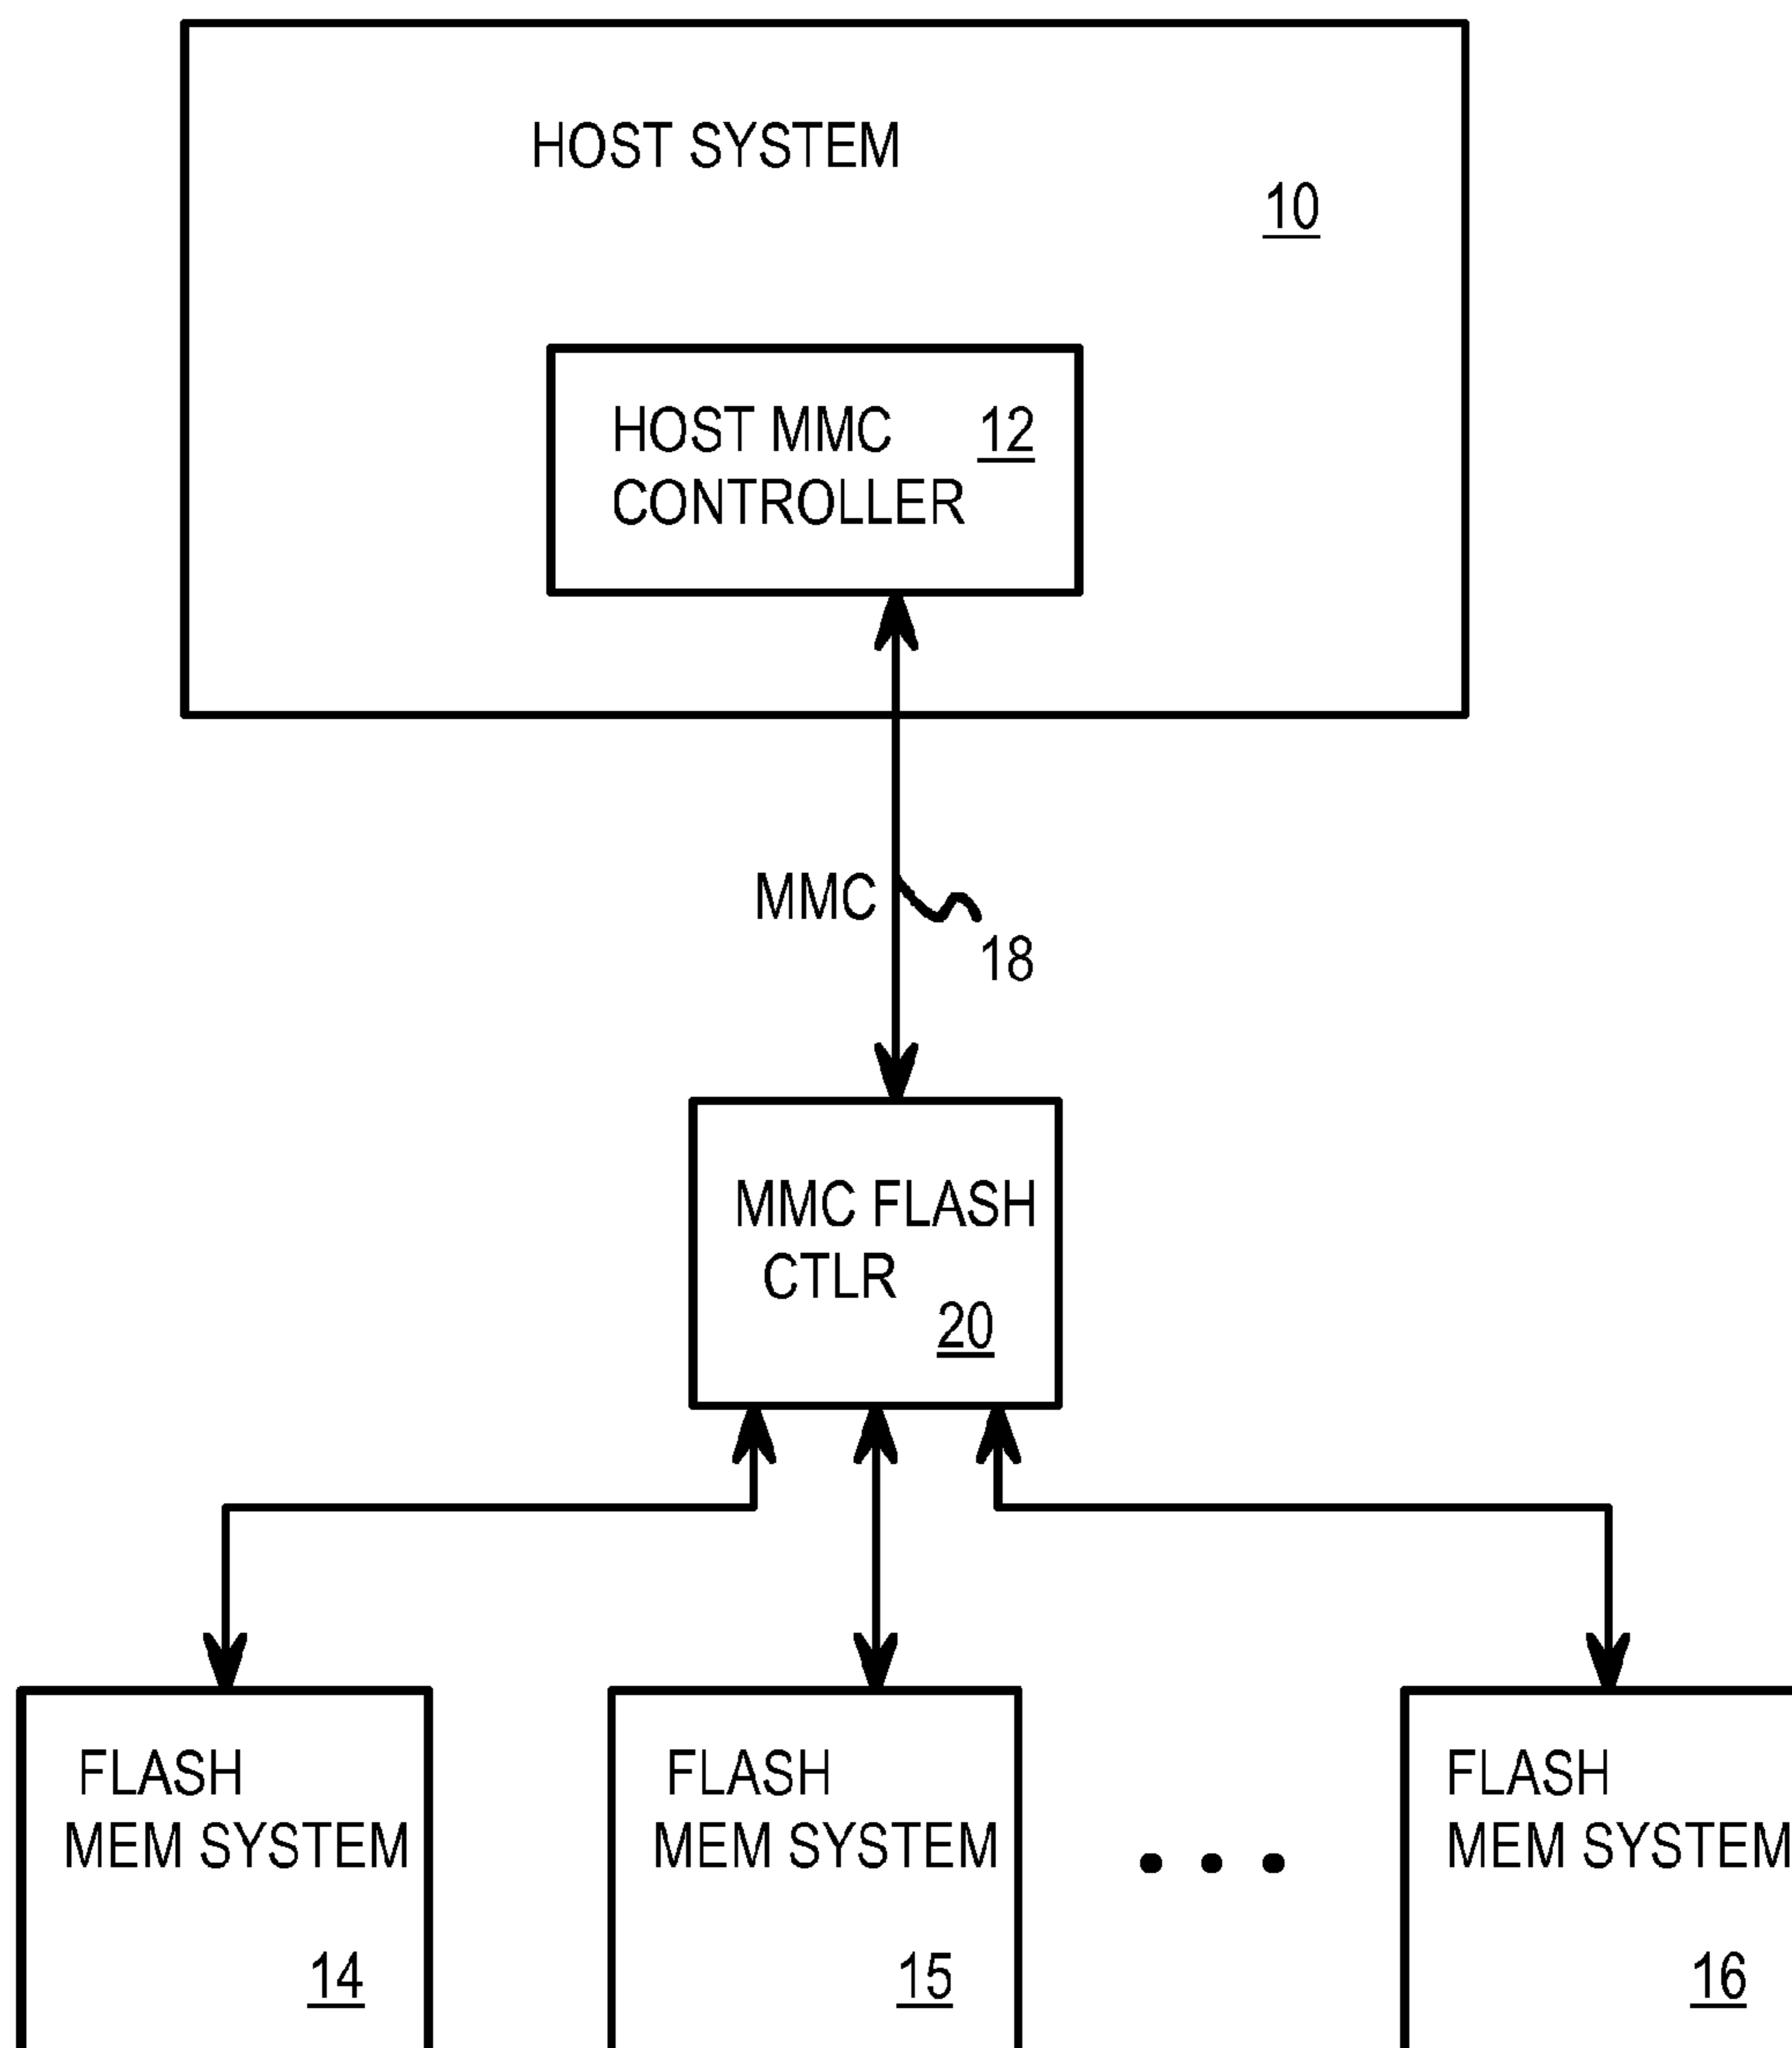 HOST SYSTEM
10
HOST MMC 12
CONTROLLER
MMC
18
MMC FLASH
CTLR
20
FLASH
MEM SYSTEM
14
FLASH
MEM SYSTEM
15
FLASH
MEM SYSTEM
16